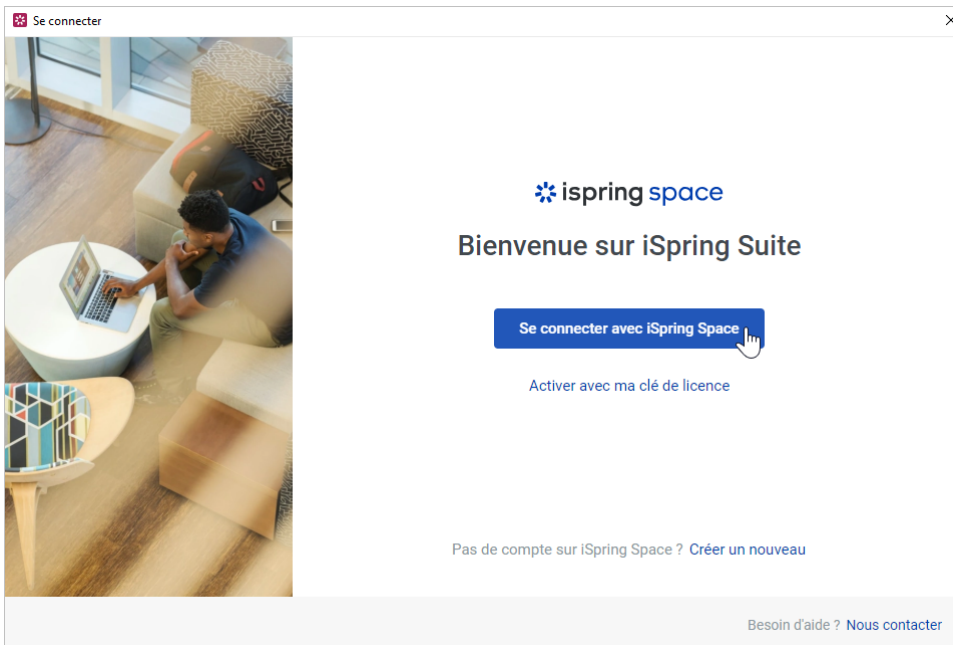 Se connecter
ispring space
Bienvenue sur iSpring Suite
Se connecter avec iSpring Space
Activer avec ma clé de licence
Pas de compte sur iSpring Space ? Créer un nouveau
Besoin d'aide ? Nous contacter